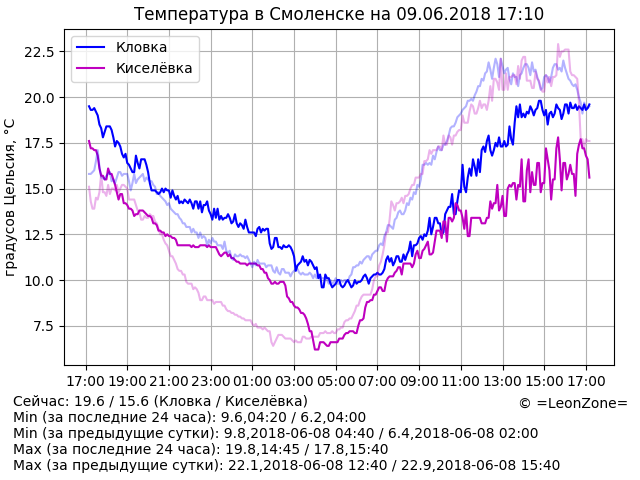 Температура в Смоленске на 09.06.2018 17:10
Кловка
Киселёвка
градусов Цельсия, °C
22.5
20.0
17.5
15.0
12.5
10.0
7.5
17:00 19:00 21:00 23:00 01:00 03:00 05:00 07:00 09:00 11:00 13:00 15:00 17:00
Сейчас: 19.6 / 15.6 (Кловка / Киселёвка)
© =LeonZone=
Min (за последние 24 часа): 9.6,04:20 / 6.2,04:00
Min (за предыдущие сутки): 9.8,2018-06-08 04:40 / 6.4,2018-06-08 02:00
Max (за последние 24 часа): 19.8,14:45 / 17.8,15:40
Max (за предыдущие сутки): 22.1,2018-06-08 12:40 / 22.9,2018-06-08 15:40